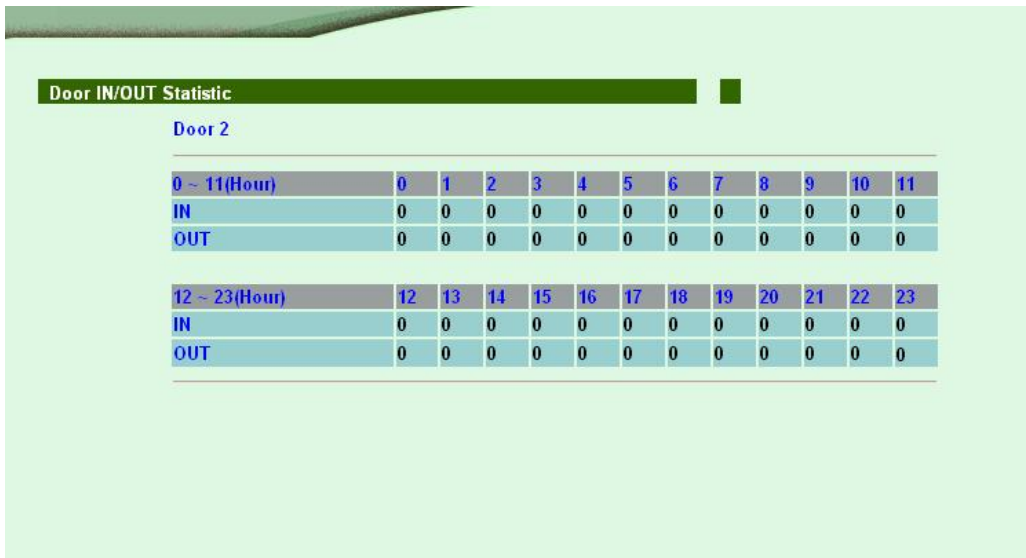 Door IN/OUT Statistic
Door 2
0 ~ 11(Hour) 0 1 2 3 4 5 6 7 8 9 10 11
IN 0 0 0 0 0 0 0 0 0 0 0 0
OUT 0 0 0 0 0 0 0 0 0 0 0 0
12 ~ 23(Hour) 12 13 14 15 16 17 18 19 20 21 22 23
IN 0 0 0 0 0 0 0 0 0 0 0 0
OUT 0 0 0 0 0 0 0 0 0 0 0 0